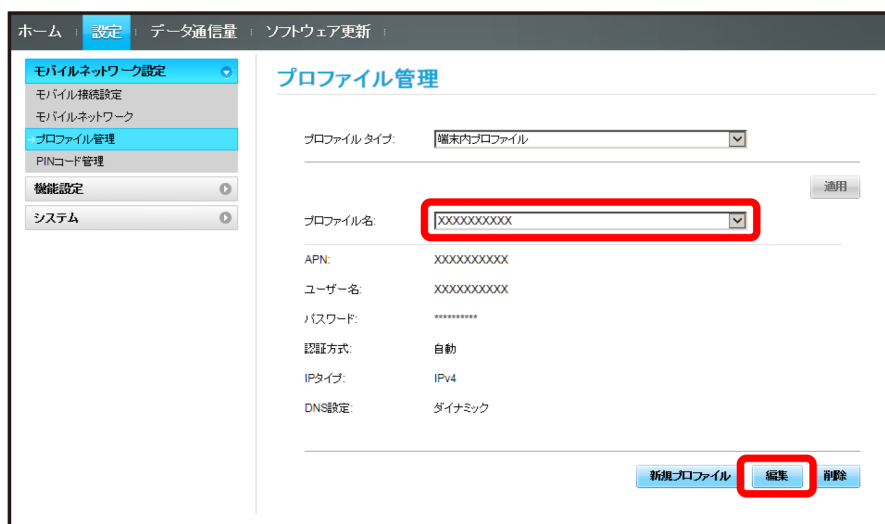 ホーム 設定 データ通信量 ソフトウェア更新
モバイルネットワーク設定
モバイル接続設定
モバイルネットワーク
プロファイル管理
PINコード管理
機能設定
システム
プロファイル管理
プロファイル タイプ: 端末内プロファイル
適用
プロファイル名: XXXXXXXXXX
APN: XXXXXXXXXX
ユーザー名: XXXXXXXXXX
パスワード: **********
認証方式: 自動
IPタイプ: IPv4
DNS設定: ダイナミック
新規プロファイル 編集 削除